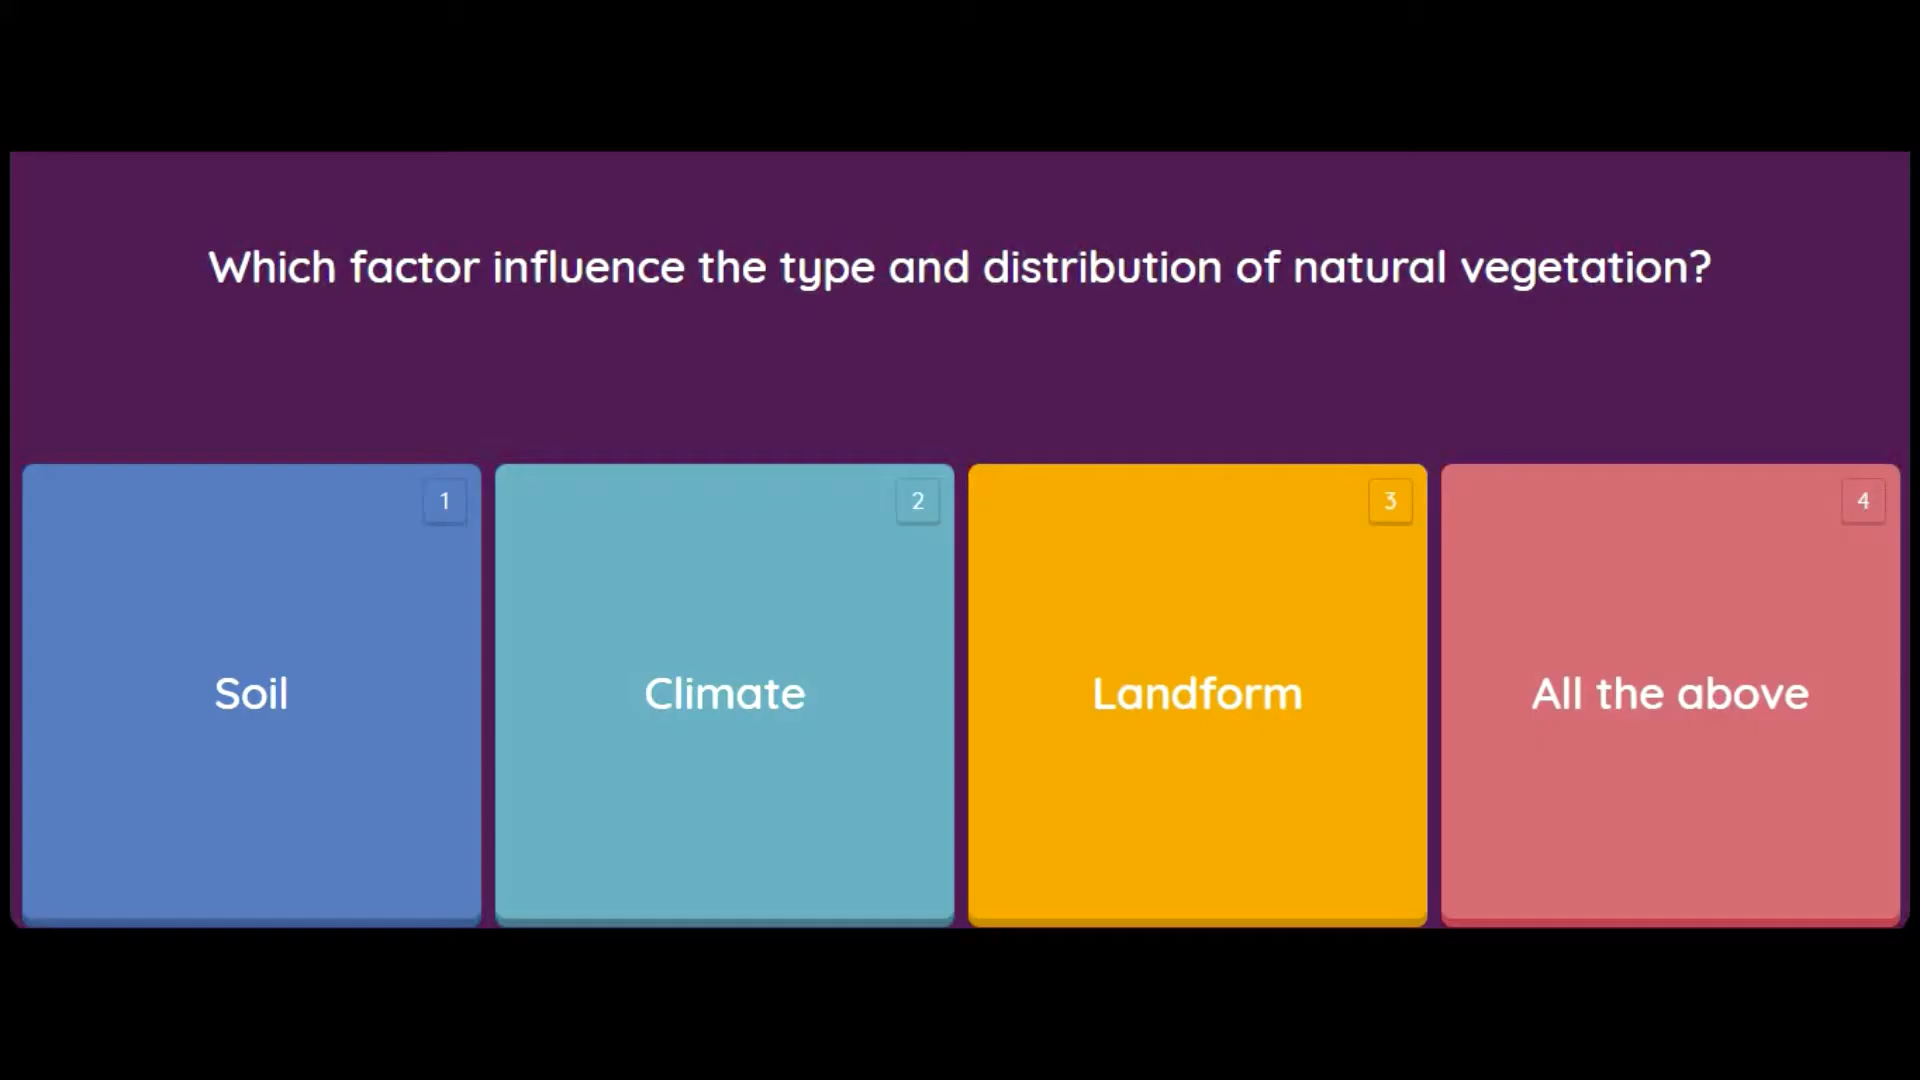 Which factor influence the type and distribution of natural vegetation?
1
2
3
4
Soil
Climate
Landform
All the above